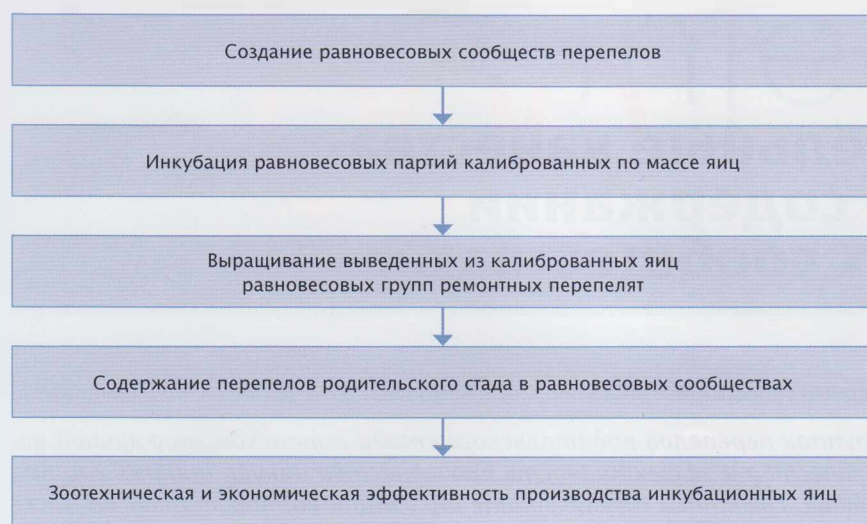 Создание равновесовых сообществ перепелов
Инкубация равновесовых партий калиброванных по массе яиц
Выращивание выведенных из калиброванных яиц
равновесовых групп ремонтных перепелят
Содержание перепелов родительского стада в равновесовых сообществах
Зоотехническая и экономическая эффективность производства инкубационных яиц